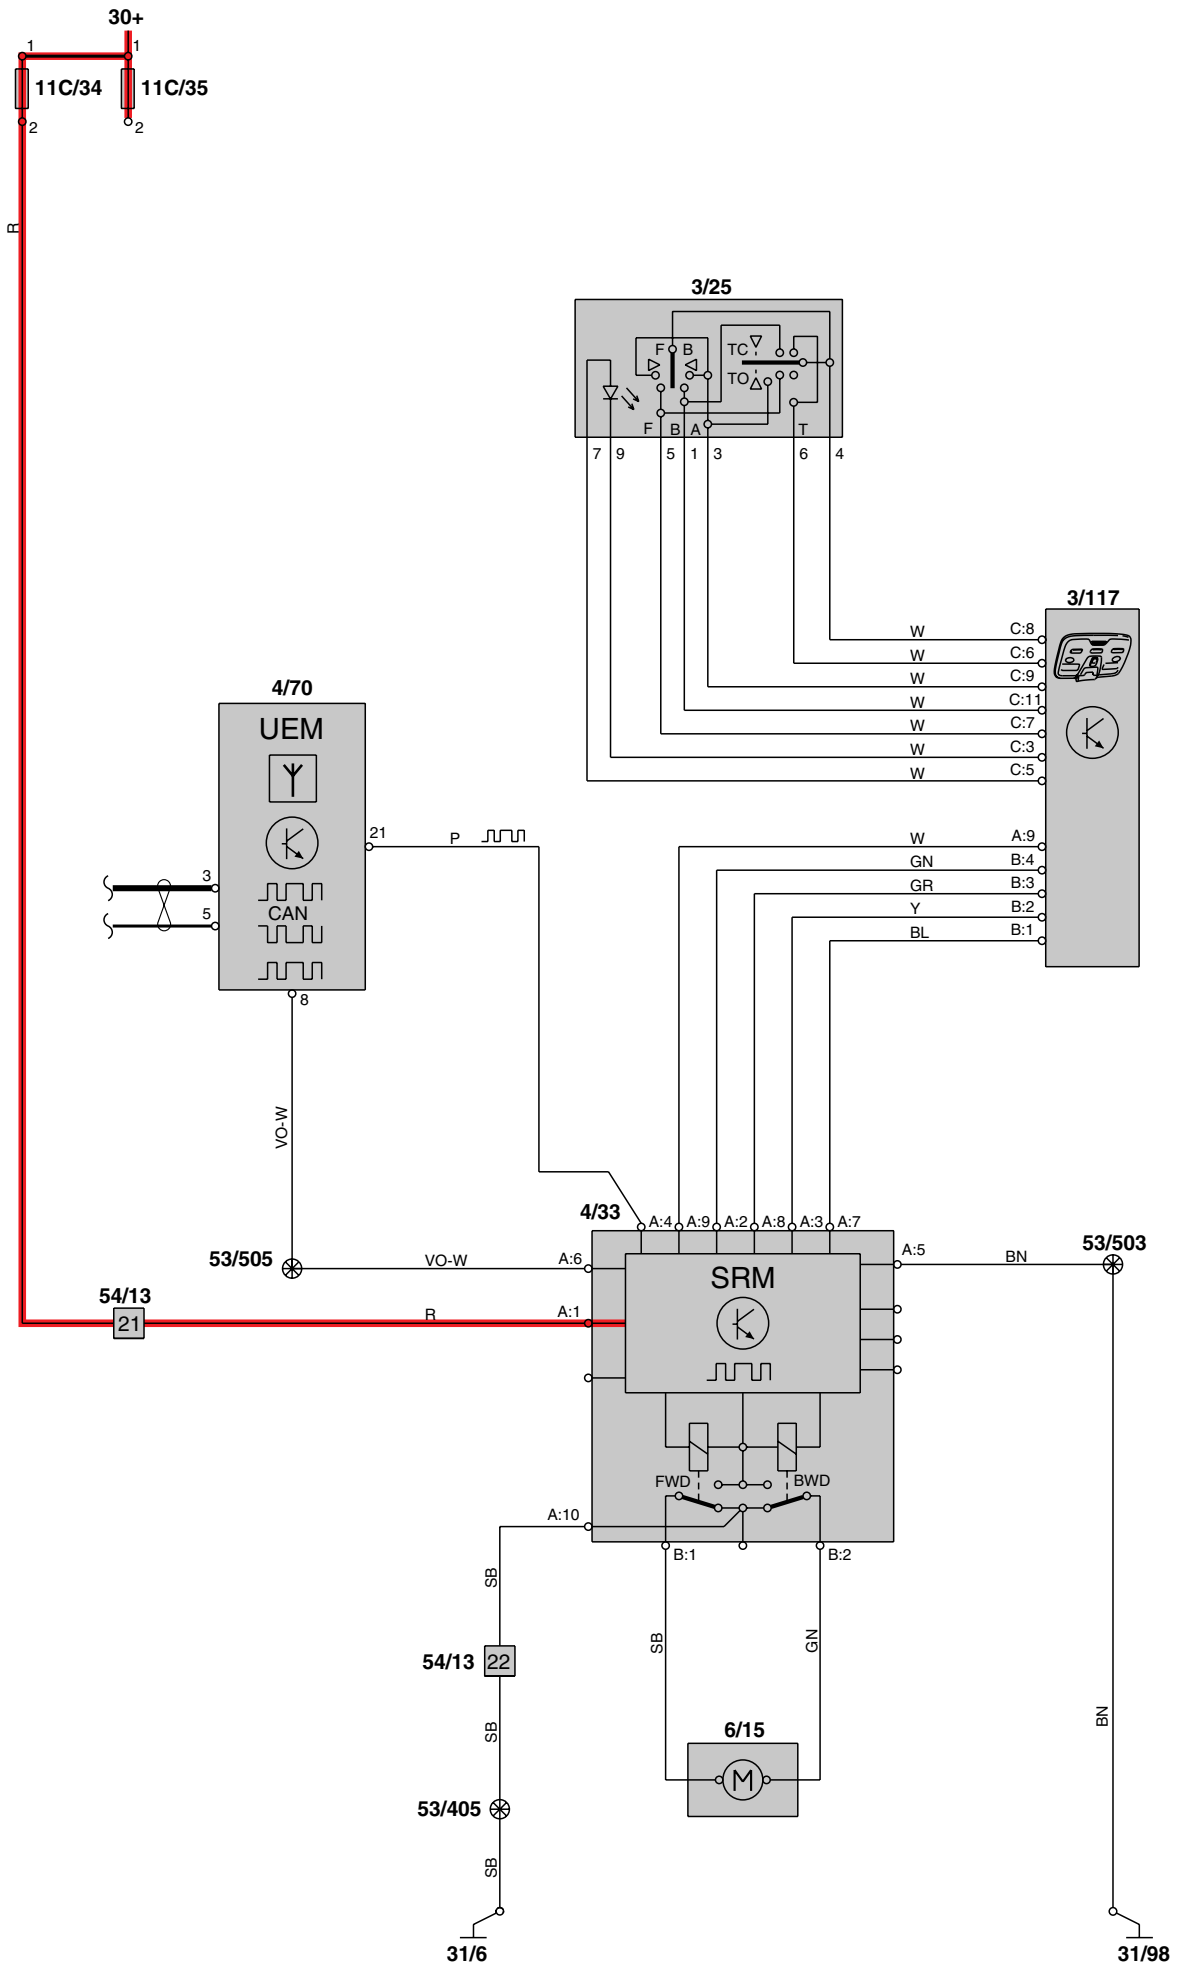 30+
1 1
11C/34 11C/35
2 2
R
3/25
F B TC
TO
F B A T
7 9 5 1 3 6 4
3/117
W C:8
W C:6
W C:9
W C:11
W C:7
W C:3
W C:5
4/70
UEM
21 P
3
CAN
5
8
W A:9
GN B:4
GR B:3
Y B:2
BL B:1
VO-W
4/33 A:4 A:9 A:2 A:8 A:3 A:7
53/505 VO-W A:6
A:5 BN 53/503
SRM
54/13
21 R A:1
FWD BWD
A:10
B:1 B:2
SB
SB GN
54/13 22
BN
SB
6/15
M
53/405
SB
31/6 31/98